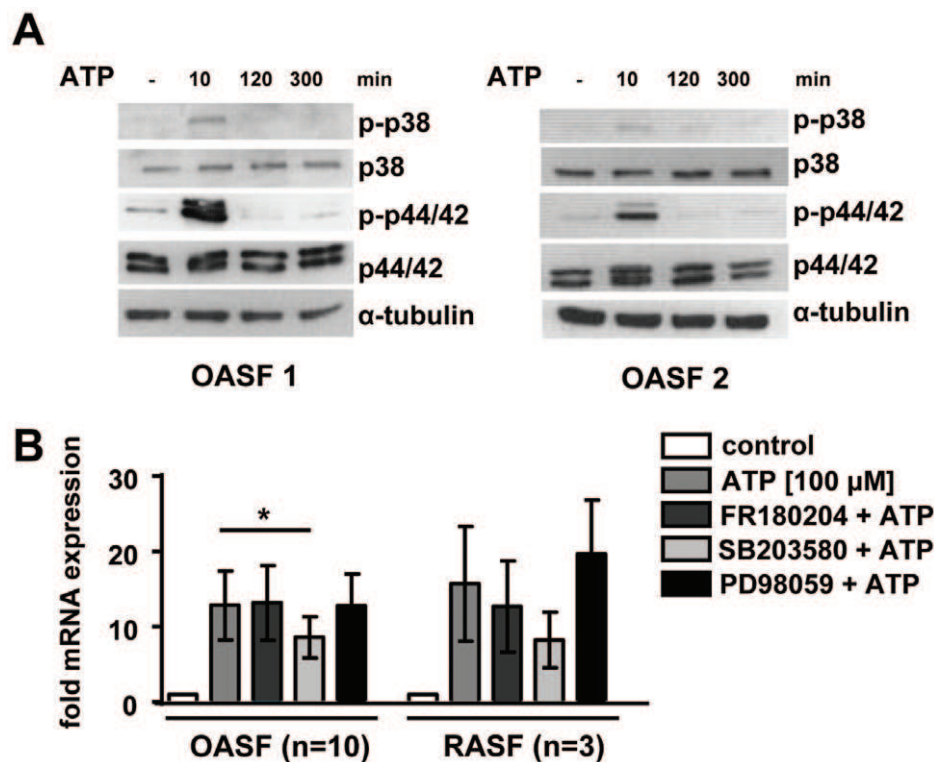 A
ATP - 10 120 300 min
p-p38
p38
p-p44/42
p44/42
α-tubulin
OASF 1
ATP - 10 120 300 min
p-p38
p38
p-p44/42
p44/42
α-tubulin
OASF 2
B
fold mRNA expression
30
20
10
0
*
OASF (n=10)
RASF (n=3)
control
ATP [100 µM]
FR180204 + ATP
SB203580 + ATP
PD98059 + ATP